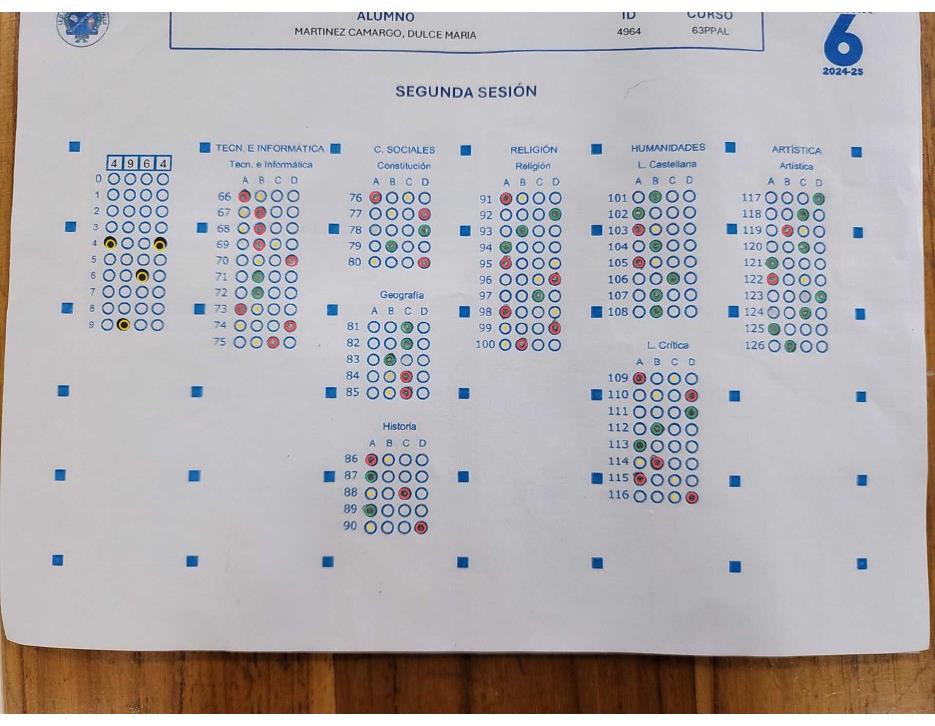 ALUMNO ID CURSO
MARTINEZ CAMARGO, DULCE MARIA 4964 63PPAL
6
2024-25
SEGUNDA SESIÓN
4 9 6 4
0
1
2
3
4
5
6
7
8
9
TECN. E INFORMÁTICA
Tecn. e Informática
A B C D
66
67
68
69
70
71
72
73
74
75
C. SOCIALES
Constitución
A B C D
76
77
78
79
80
Geografía
A B C D
81
82
83
84
85
Historia
A B C D
86
87
88
89
90
RELIGIÓN
Religión
A B C D
91
92
93
94
95
96
97
98
99
100
HUMANIDADES
L. Castellana
A B C D
101
102
103
104
105
106
107
108
L. Crítica
A B C D
109
110
111
112
113
114
115
116
ARTÍSTICA
Artística
A B C D
117
118
119
120
121
122
123
124
125
126